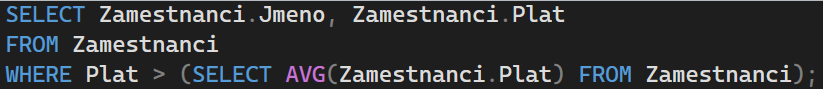 SELECT Zamestnanci.Jmeno, Zamestnanci.Plat
FROM Zamestnanci
WHERE Plat > (SELECT AVG(Zamestnanci.Plat) FROM Zamestnanci);